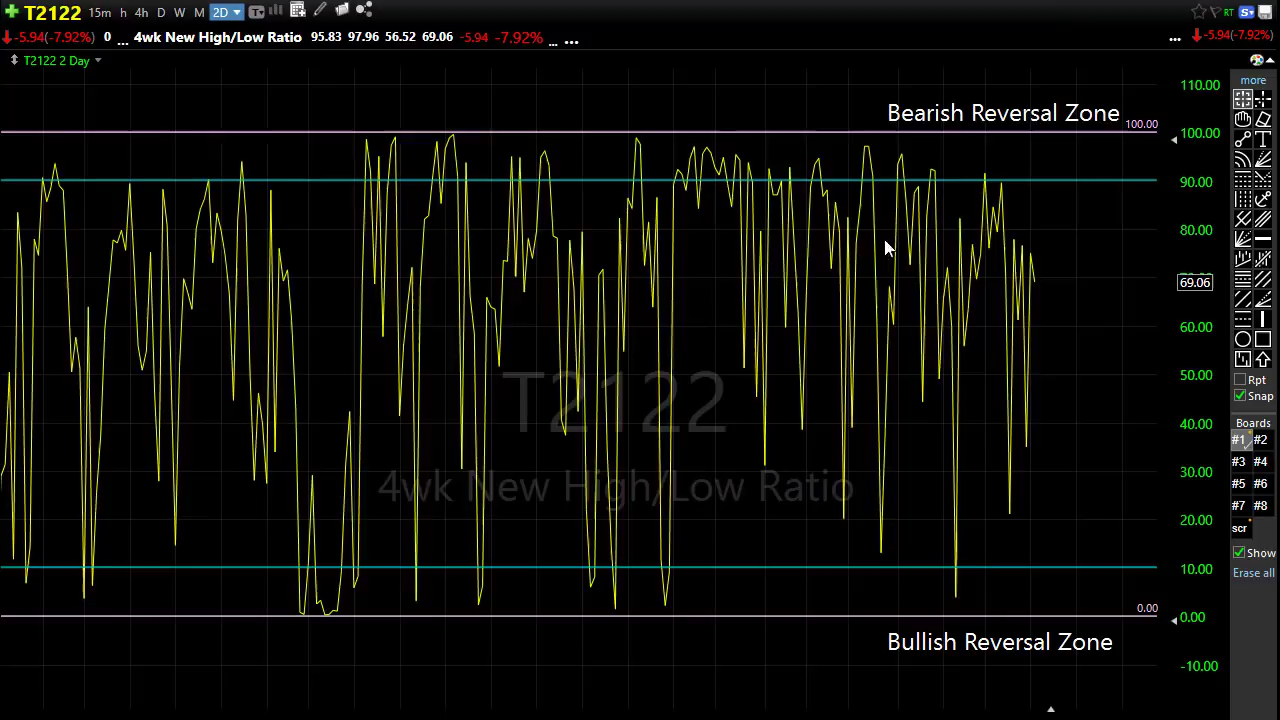 T2122 15m h 4h D W M 2D T RT S
-5.94(-7.92%) 0 ... 4wk New High/Low Ratio 95.83 97.96 56.52 69.06 -5.94 -7.92% ... ... ... -5.94(-7.92%)
T2122 2 Day
more
110.00
Bearish Reversal Zone
100.00
100.00
90.00
80.00
69.06
60.00
50.00
40.00
30.00
20.00
10.00
0.00
0.00
-10.00
T2122
4wk New High/Low Ratio
Bullish Reversal Zone
T
Rpt
Snap
Boards
#1 #2
#3 #4
#5 #6
#7 #8
scr
Show
Erase all